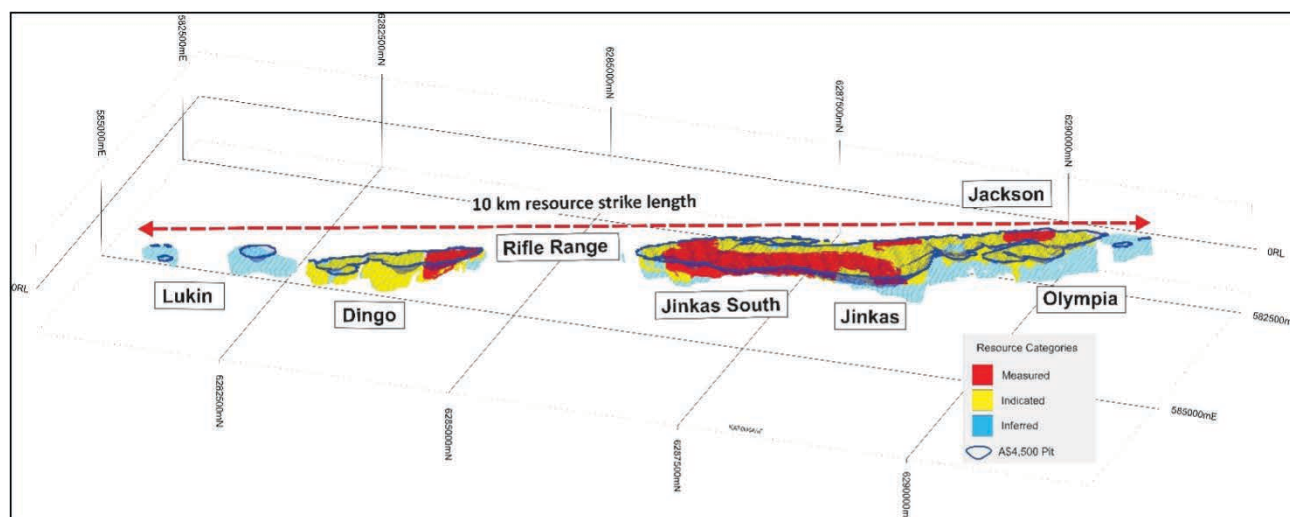 582500mE
6282500mN
6285000mN
6287500mN
6290000mN
585000mE
Jackson
10 km resource strike length
Rifle Range
0RL
0RL
Lukin
Dingo
Jinkas South
Jinkas
Olympia
582500m
Resource Categories
Measured
Indicated
Inferred
A$4,500 Pit
585000mE
6282500mN
6285000mN
6287500mN
6290000m